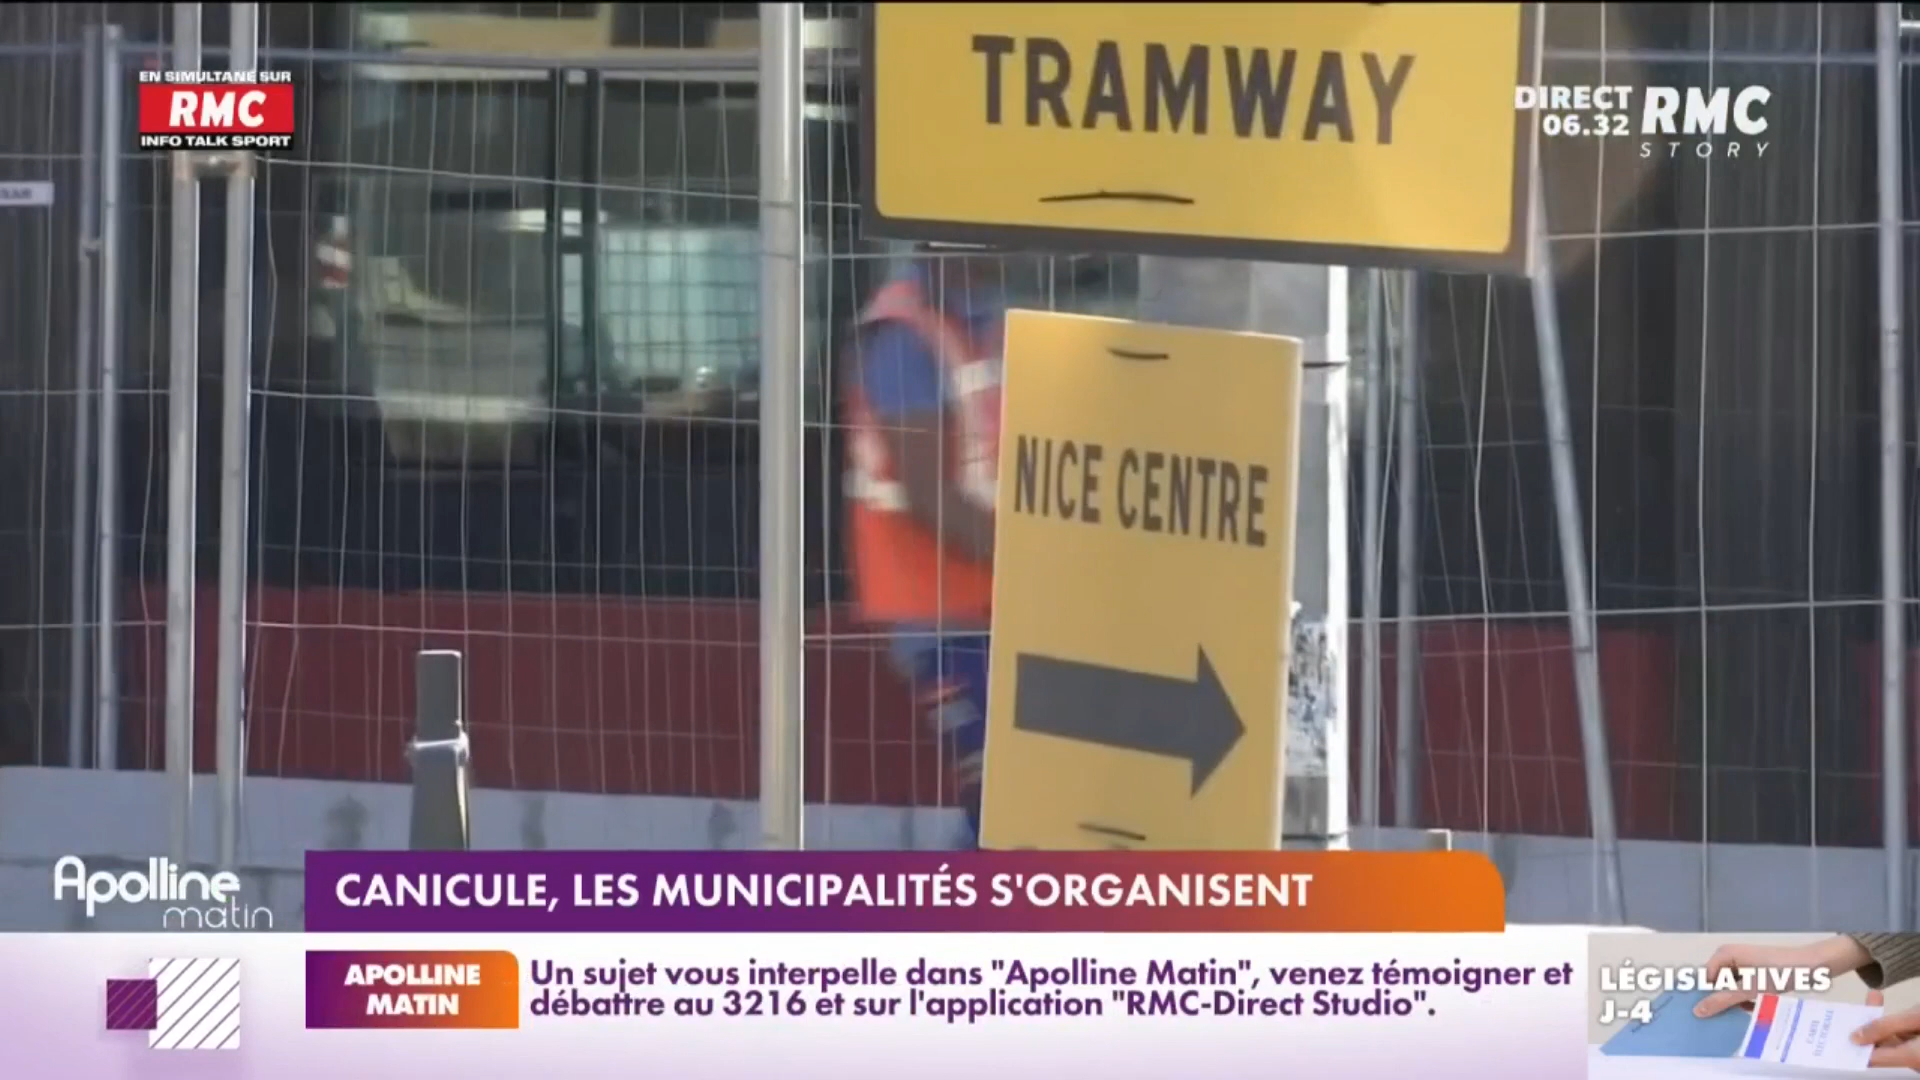 TRAMWAY
EN SIMULTANÉ SUR
RMC
INFO TALK SPORT
DIRECT
06.32
RMC
STORY
NICE CENTRE
Apolline
matin
CANICULE, LES MUNICIPALITÉS S'ORGANISENT
APOLLINE
MATIN
Un sujet vous interpelle dans "Apolline Matin", venez témoigner et
débattre au 3216 et sur l'application "RMC-Direct Studio".
LÉGISLATIVES
J-4
CARTE
ÉLECTORALE